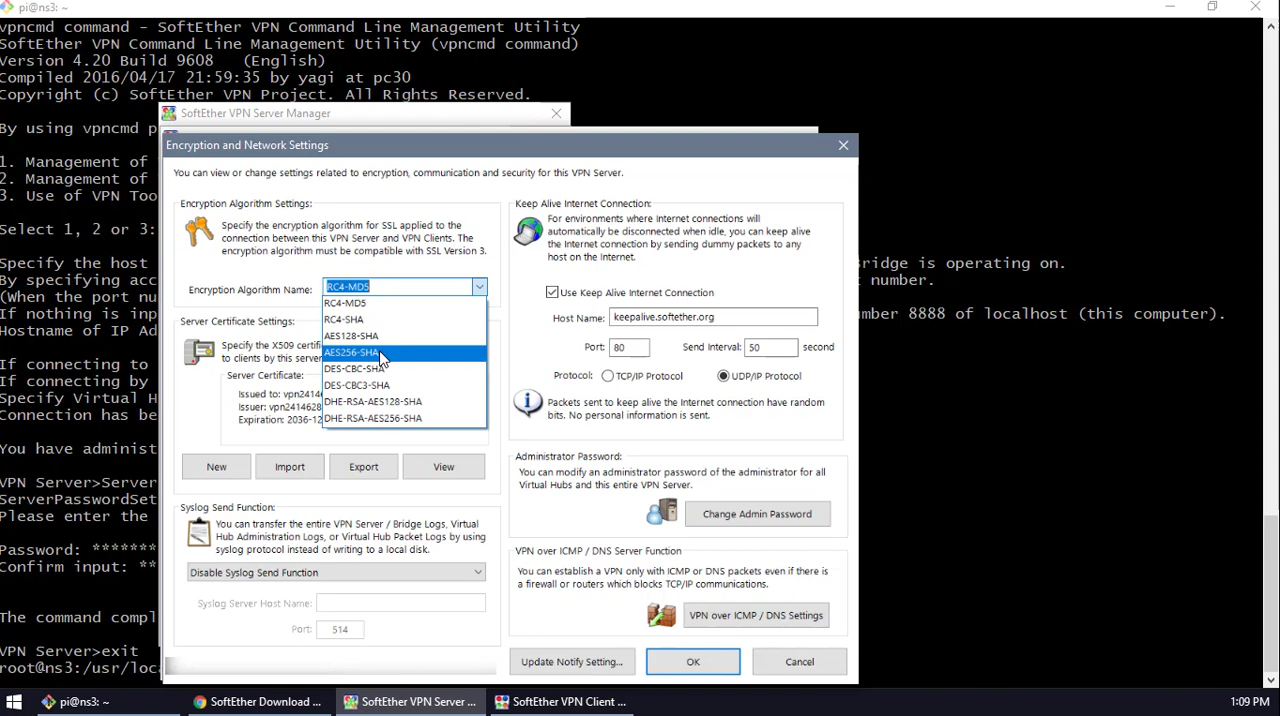 pi@ns3: ~
vpncmd command - SoftEther VPN Command Line Management Utility
SoftEther VPN Command Line Management Utility (vpncmd command)
Version 4.20 Build 9608   (English)
Compiled 2016/04/17 21:59:35 by yagi at pc30
Copyright (c) SoftEther VPN Project. All Rights Reserved.
By using vpncmd p
1. Management of
2. Management of
3. Use of VPN Too
Select 1, 2 or 3:
Specify the host
ridge is operating on.
By specifying acc
number.
(When the port nu
If nothing is inp
mber 8888 of localhost (this computer).
Hostname of IP Ad
If connecting to
If connecting by
Specify Virtual H
Connection has be
You have administ
VPN Server>Server
ServerPasswordSet
Please enter the
Password: *******
Confirm input: **
The command compl
VPN Server>exit
root@ns3:/usr/loc
SoftEther VPN Server Manager
Encryption and Network Settings
You can view or change settings related to encryption, communication and security for this VPN Server.
Encryption Algorithm Settings:
Specify the encryption algorithm for SSL applied to the
connection between this VPN Server and VPN Clients. The
encryption algorithm must be compatible with SSL Version 3.
Encryption Algorithm Name:
RC4-MD5
RC4-MD5
RC4-SHA
AES128-SHA
AES256-SHA
DES-CBC-SHA
DES-CBC3-SHA
DHE-RSA-AES128-SHA
DHE-RSA-AES256-SHA
Server Certificate Settings:
Specify the X509 certif
to clients by this server
Server Certificate:
Issued to: vpn2414
Issuer: vpn2414628
Expiration: 2036-12
New
Import
Export
View
Syslog Send Function:
You can transfer the entire VPN Server / Bridge Logs, Virtual
Hub Administration Logs, or Virtual Hub Packet Logs by using
syslog protocol instead of writing to a local disk.
Disable Syslog Send Function
Syslog Server Host Name:
Port: 514
Keep Alive Internet Connection:
For environments where Internet connections will
automatically be disconnected when idle, you can keep alive
the Internet connection by sending dummy packets to any
host on the Internet.
Use Keep Alive Internet Connection
Host Name: keepalive.softether.org
Port: 80 Send Interval: 50 second
Protocol: TCP/IP Protocol UDP/IP Protocol
Packets sent to keep alive the Internet connection have random
bits. No personal information is sent.
Administrator Password:
You can modify an administrator password of the administrator for all
Virtual Hubs and this entire VPN Server.
Change Admin Password
VPN over ICMP / DNS Server Function
You can establish a VPN only with ICMP or DNS packets even if there is
a firewall or routers which blocks TCP/IP communications.
VPN over ICMP / DNS Settings
Update Notify Setting...
OK
Cancel
pi@ns3: ~
SoftEther Download ...
SoftEther VPN Server ...
SoftEther VPN Client ...
1:09 PM